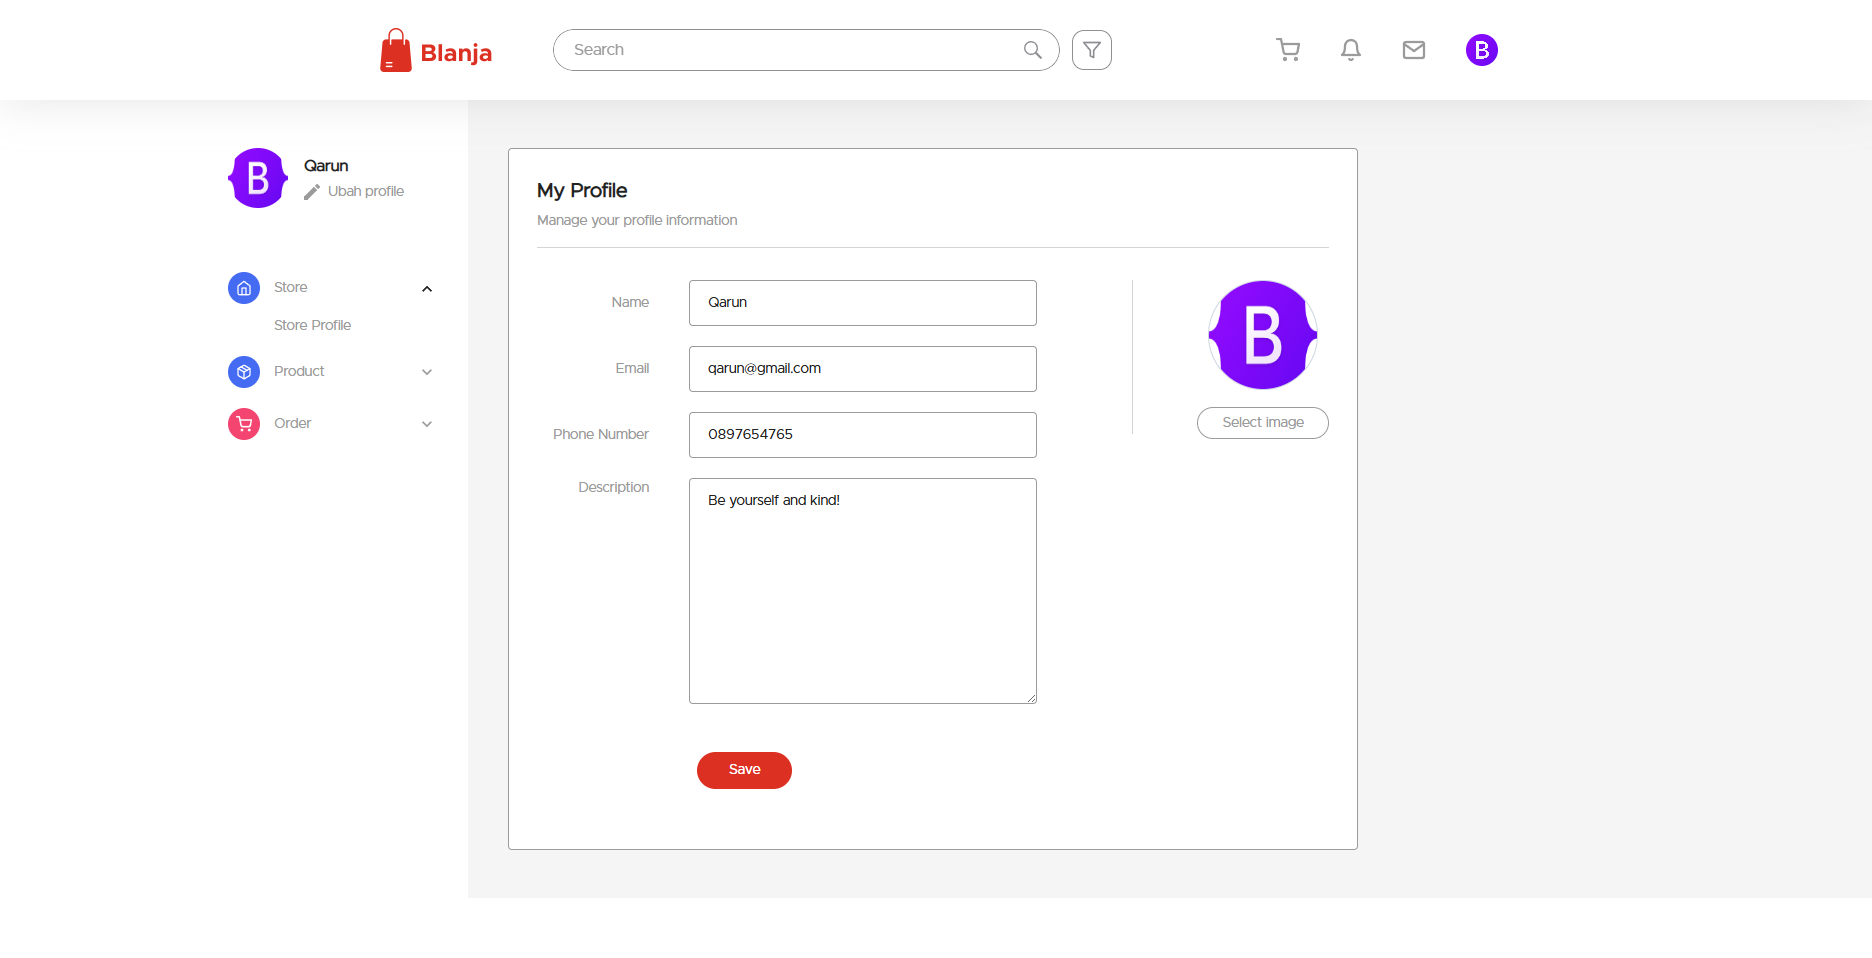 Blanja
Search
B
B
Qarun
Ubah profile
Store
Store Profile
Product
Order
My Profile
Manage your profile information
Name
Qarun
Email
qarun@gmail.com
Phone Number
0897654765
Description
Be yourself and kind!
B
Select image
Save